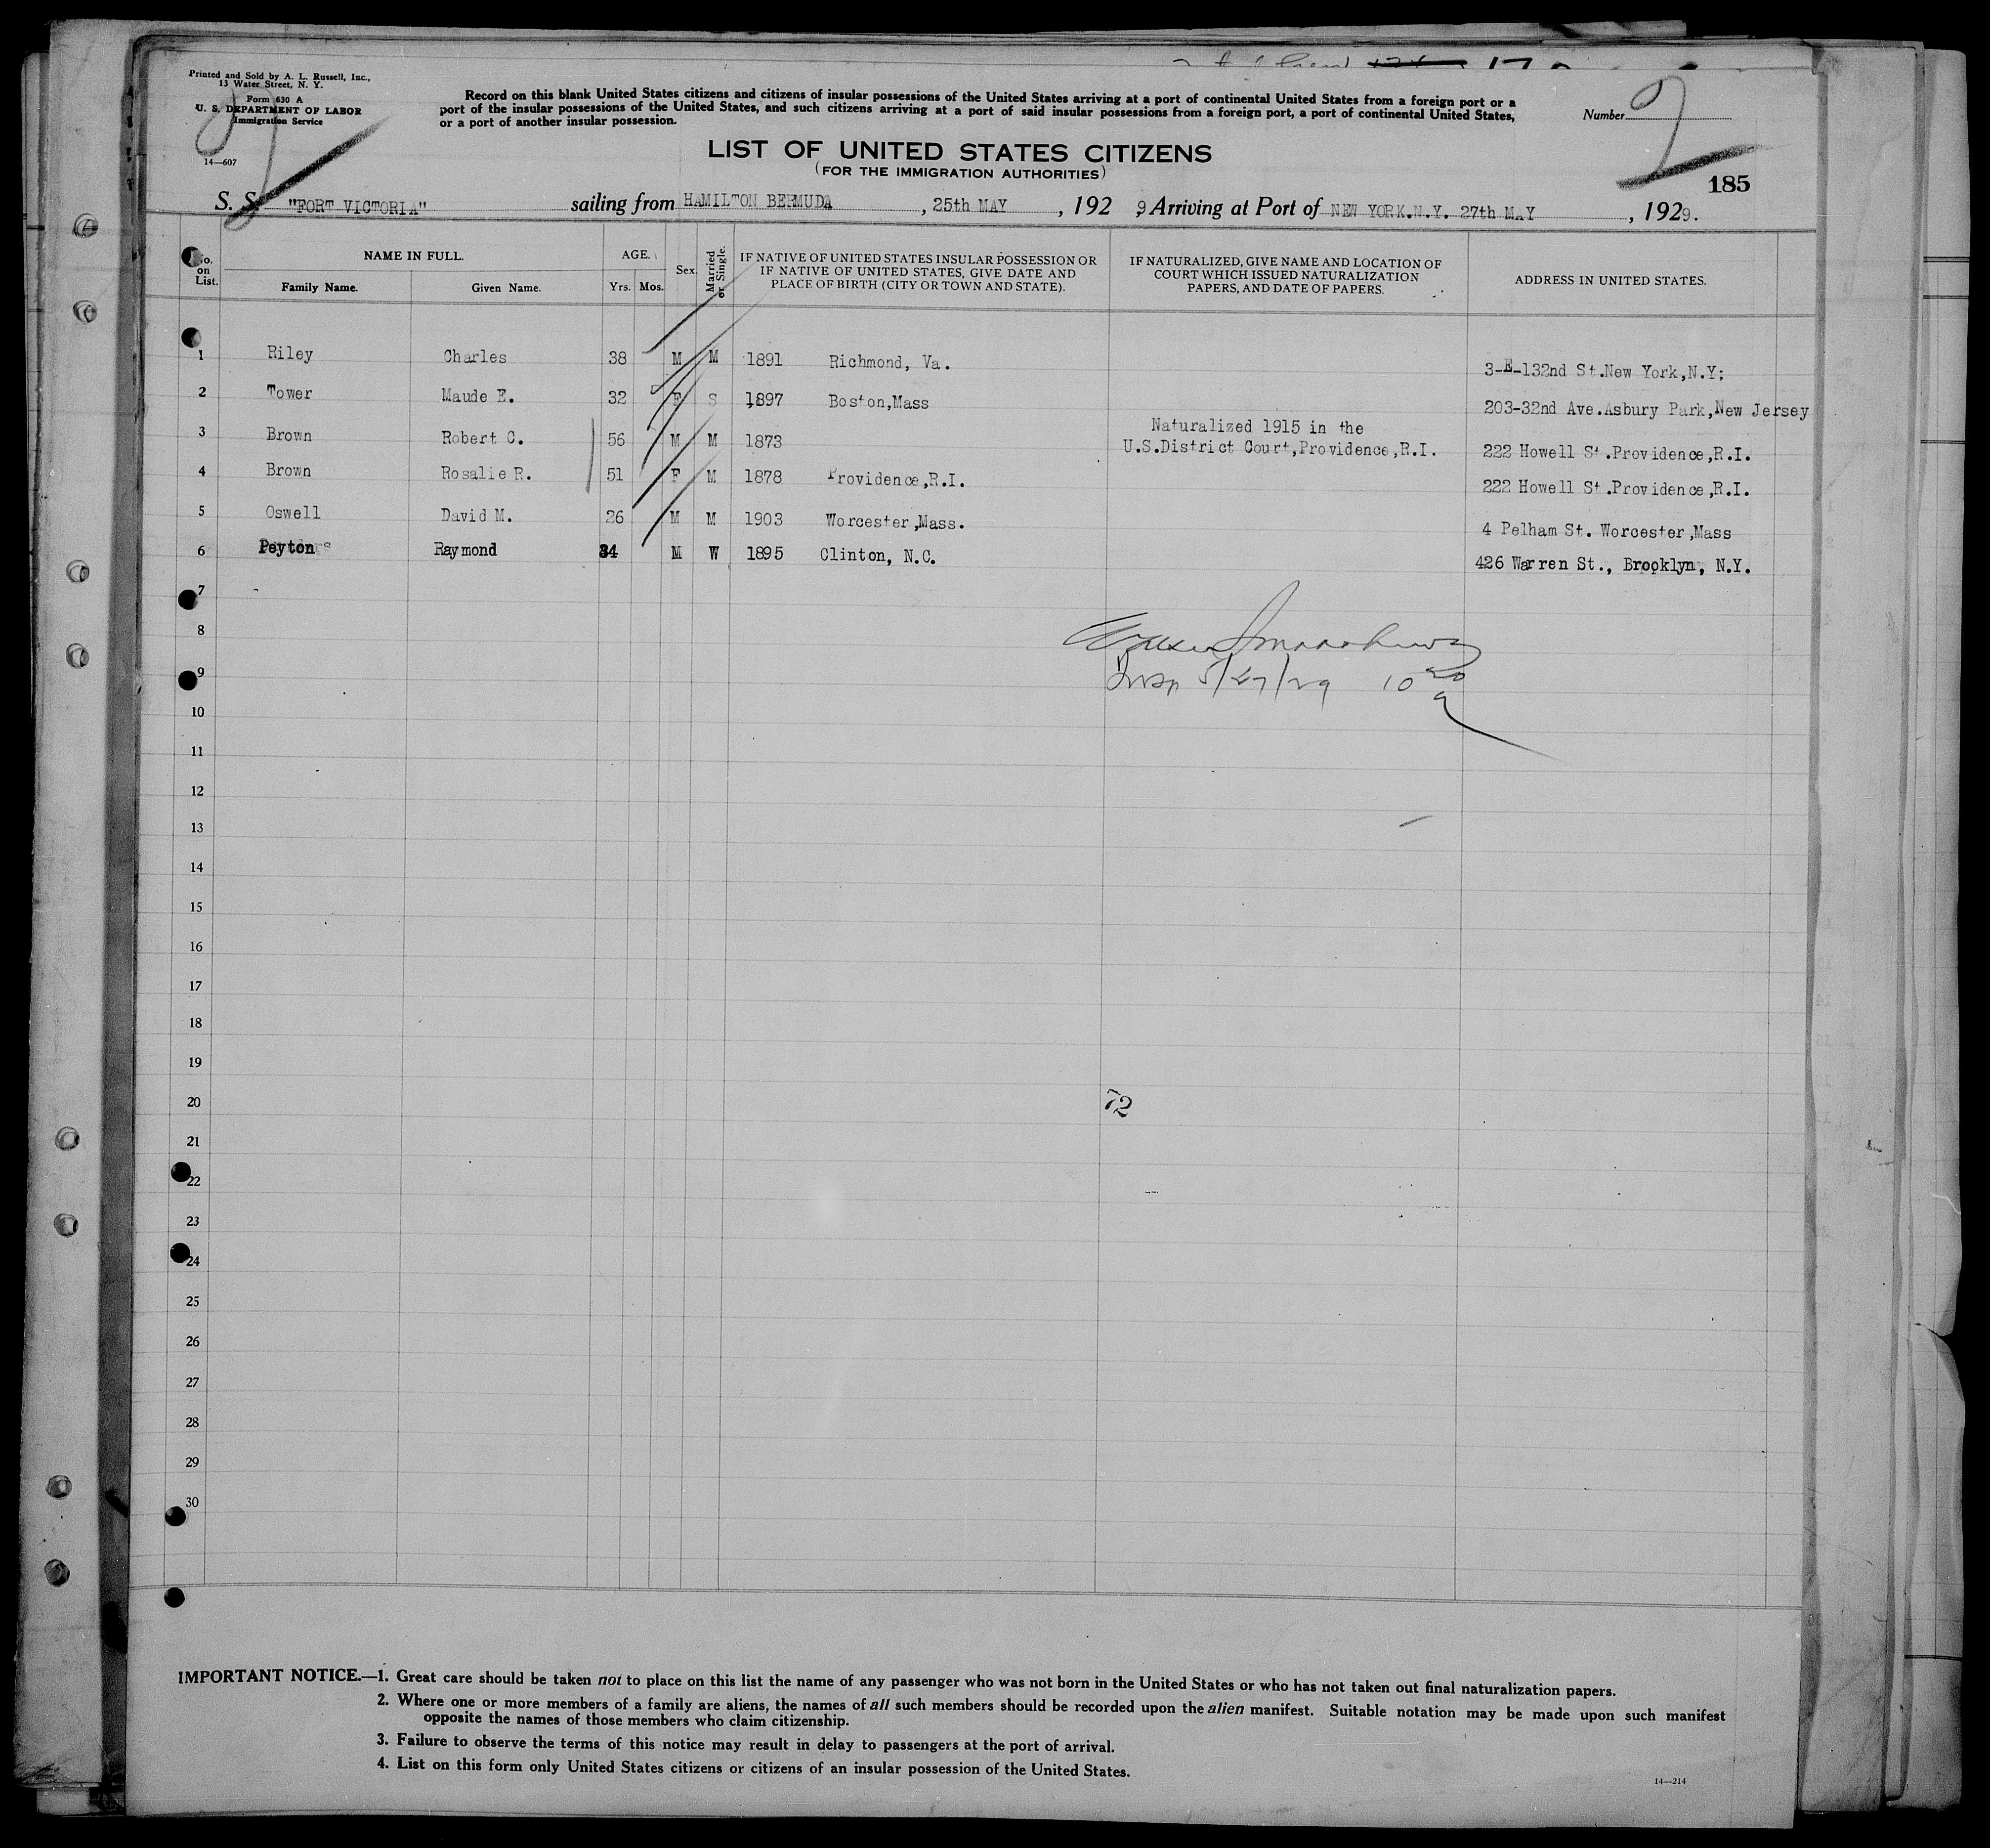 Printed and Sold by A. L. Russell, Inc.,
13 Water Street, N. Y.
Form 630 A
U. S. DEPARTMENT OF LABOR
Immigration Service
14—607
Record on this blank United States citizens and citizens of insular possessions of the United States arriving at a port of continental United States from a foreign port or a
port of the insular possessions of the United States, and such citizens arriving at a port of said insular possessions from a foreign port, a port of continental United States,
or a port of another insular possession.
Number
LIST OF UNITED STATES CITIZENS
(FOR THE IMMIGRATION AUTHORITIES)
185
S. S. "FORT VICTORIA" sailing from HAMILTON BERMUDA, 25th MAY, 192 9 Arriving at Port of NEW YORK.N.Y. 27th MAY, 1929.
No. on List. NAME IN FULL. Family Name. Given Name. AGE. Yrs. Mos. Sex. Married or Single. IF NATIVE OF UNITED STATES INSULAR POSSESSION OR IF NATIVE OF UNITED STATES, GIVE DATE AND PLACE OF BIRTH (CITY OR TOWN AND STATE). IF NATURALIZED, GIVE NAME AND LOCATION OF COURT WHICH ISSUED NATURALIZATION PAPERS, AND DATE OF PAPERS. ADDRESS IN UNITED STATES.
1 Riley Charles 38 M M 1891 Richmond, Va. 3-E-132nd St.New York,N.Y;
2 Tower Maude E. 32 F S 1897 Boston,Mass 203-32nd Ave.Asbury Park,New Jersey
Naturalized 1915 in the
3 Brown Robert C. 56 M M 1873 U.S.District Court,Providence,R.I. 222 Howell St.Providence,R.I.
4 Brown Rosalie R. 51 F M 1878 Providence,R.I. 222 Howell St.Providence,R.I.
5 Oswell David M. 26 M M 1903 Worcester,Mass. 4 Pelham St. Worcester,Mass
6 Peyton Raymond 34 M W 1895 Clinton, N.C. 426 Warren St., Brooklyn, N.Y.
7
8
9 Insp 5/27/29 10 20 a
10
11
12
13
14
15
16
17
18
19
20 72
21
22
23
24
25
26
27
28
29
30
IMPORTANT NOTICE.—1. Great care should be taken not to place on this list the name of any passenger who was not born in the United States or who has not taken out final naturalization papers.
2. Where one or more members of a family are aliens, the names of all such members should be recorded upon the alien manifest. Suitable notation may be made upon such manifest
opposite the names of those members who claim citizenship.
3. Failure to observe the terms of this notice may result in delay to passengers at the port of arrival.
4. List on this form only United States citizens or citizens of an insular possession of the United States.
14—214